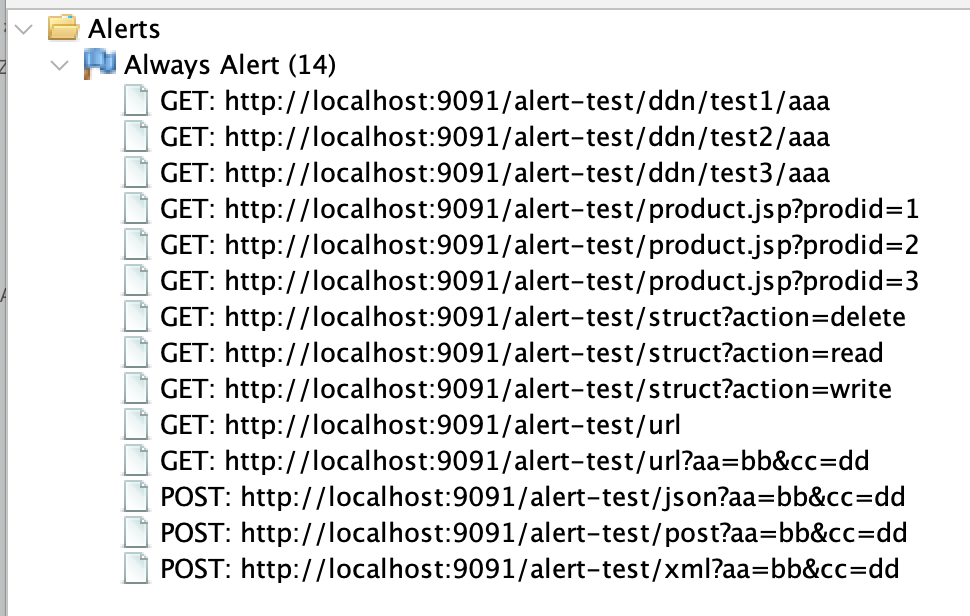 Alerts
Always Alert (14)
GET: http://localhost:9091/alert-test/ddn/test1/aaa
GET: http://localhost:9091/alert-test/ddn/test2/aaa
GET: http://localhost:9091/alert-test/ddn/test3/aaa
GET: http://localhost:9091/alert-test/product.jsp?prodid=1
GET: http://localhost:9091/alert-test/product.jsp?prodid=2
GET: http://localhost:9091/alert-test/product.jsp?prodid=3
GET: http://localhost:9091/alert-test/struct?action=delete
GET: http://localhost:9091/alert-test/struct?action=read
GET: http://localhost:9091/alert-test/struct?action=write
GET: http://localhost:9091/alert-test/url
GET: http://localhost:9091/alert-test/url?aa=bb&cc=dd
POST: http://localhost:9091/alert-test/json?aa=bb&cc=dd
POST: http://localhost:9091/alert-test/post?aa=bb&cc=dd
POST: http://localhost:9091/alert-test/xml?aa=bb&cc=dd